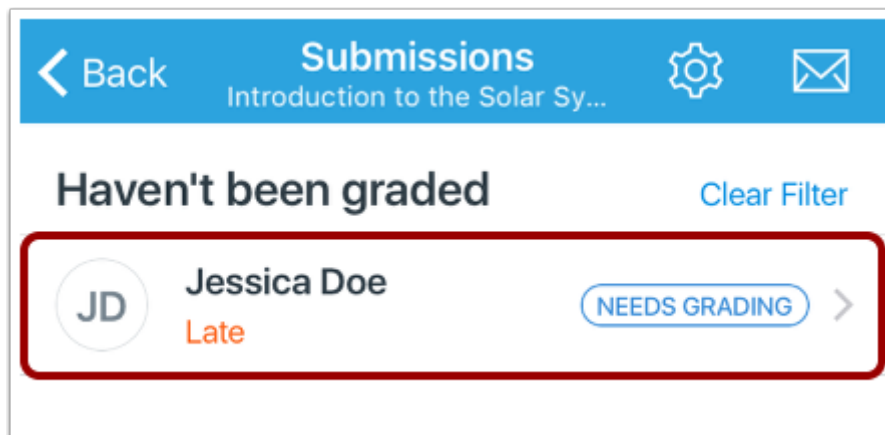 Back
Submissions
Introduction to the Solar Sy...
Haven't been graded
Clear Filter
JD
Jessica Doe
Late
NEEDS GRADING